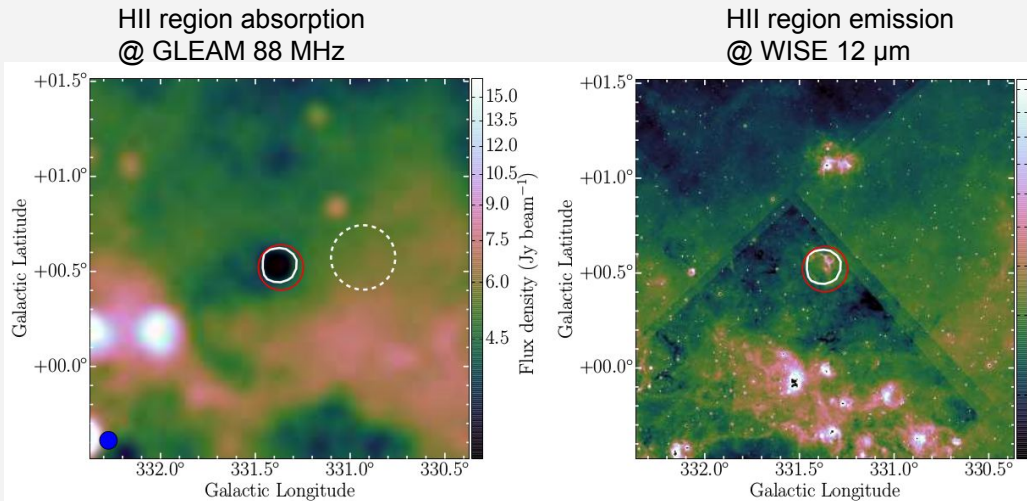 HII region absorption
@ GLEAM 88 MHz
HII region emission
@ WISE 12 µm
+01.5°
+01.0°
+00.5°
+00.0°
Galactic Latitude
332.0°
331.5°
331.0°
330.5°
Galactic Longitude
15.0
13.5
12.0
10.5
9.0
7.5
6.0
4.5
Flux density (Jy beam⁻¹)
+01.5°
+01.0°
+00.5°
+00.0°
Galactic Latitude
332.0°
331.5°
331.0°
330.5°
Galactic Longitude